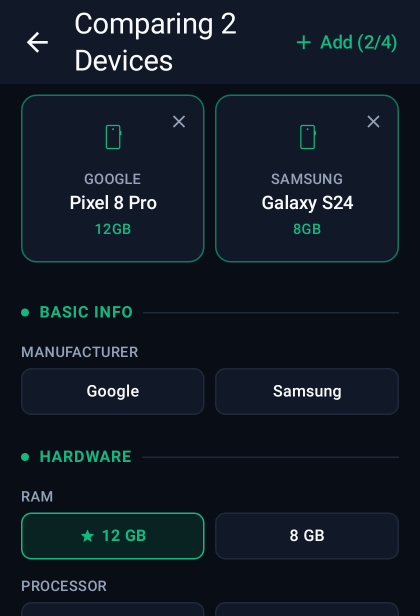 Comparing 2
Devices
Add (2/4)
GOOGLE
Pixel 8 Pro
12GB
SAMSUNG
Galaxy S24
8GB
BASIC INFO
MANUFACTURER
Google
Samsung
HARDWARE
RAM
★ 12 GB
8 GB
PROCESSOR